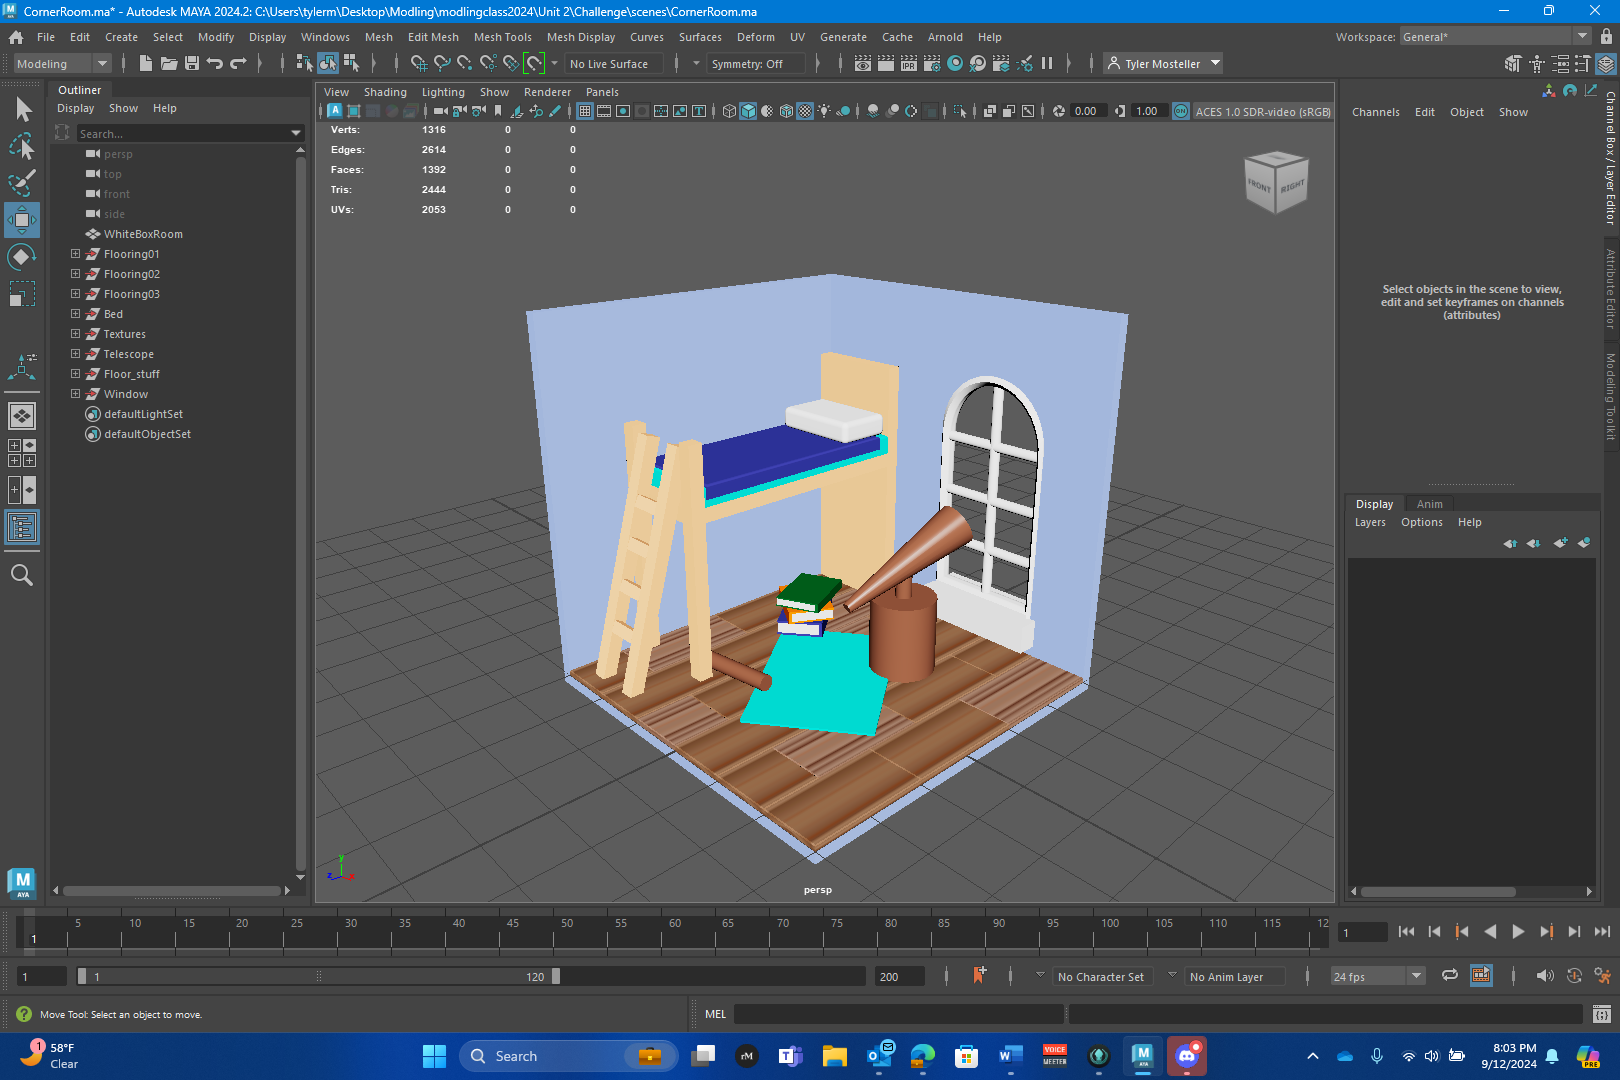 CornerRoom.ma* - Autodesk MAYA 2024.2: C:\Users\tylerm\Desktop\Modling\modlingclass2024\Unit 2\Challenge\scenes\CornerRoom.ma
File Edit Create Select Modify Display Windows Mesh Edit Mesh Mesh Tools Mesh Display Curves Surfaces Deform UV Generate Cache Arnold Help
Workspace: General*
Modeling
No Live Surface
Symmetry: Off
IPR
Tyler Mosteller
Outliner
Display Show Help
Search...
persp
top
front
side
WhiteBoxRoom
Flooring01
Flooring02
Flooring03
Bed
Textures
Telescope
Floor_stuff
Window
defaultLightSet
defaultObjectSet
View Shading Lighting Show Renderer Panels
0.00
1.00
ACES 1.0 SDR-video (sRGB)
Verts: 1316 0 0
Edges: 2614 0 0
Faces: 1392 0 0
Tris: 2444 0 0
UVs: 2053 0 0
FRONT RIGHT
y
z
x
persp
Channels Edit Object Show
Select objects in the scene to view,
edit and set keyframes on channels
(attributes)
Channel Box / Layer Editor
Attribute Editor
Modeling Toolkit
Display Anim
Layers Options Help
M
AYA
5 10 15 20 25 30 35 40 45 50 55 60 65 70 75 80 85 90 95 100 105 110 115 12
1
1
1
1
120
200
No Character Set
No Anim Layer
24 fps
Move Tool: Select an object to move.
MEL
1
58°F
Clear
Search
rM
VOICE
MEETER
M
AYA
8:03 PM
9/12/2024
PRE